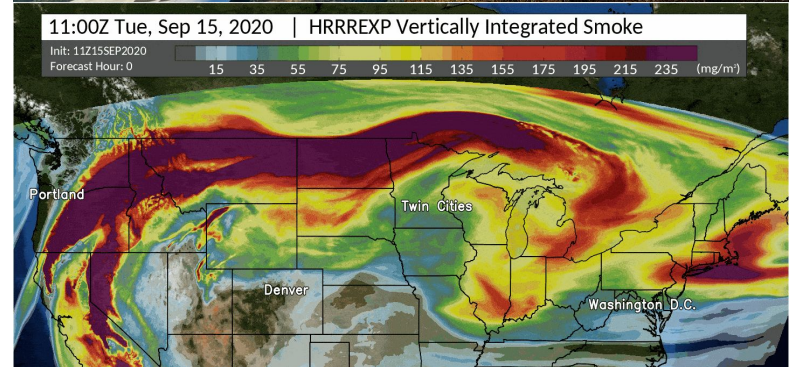 11:00Z Tue, Sep 15, 2020 | HRRREXP Vertically Integrated Smoke
Init: 11Z15SEP2020
Forecast Hour: 0
15 35 55 75 95 115 135 155 175 195 215 235 (mg/m²)
Portland
Twin Cities
Denver
Washington D.C.